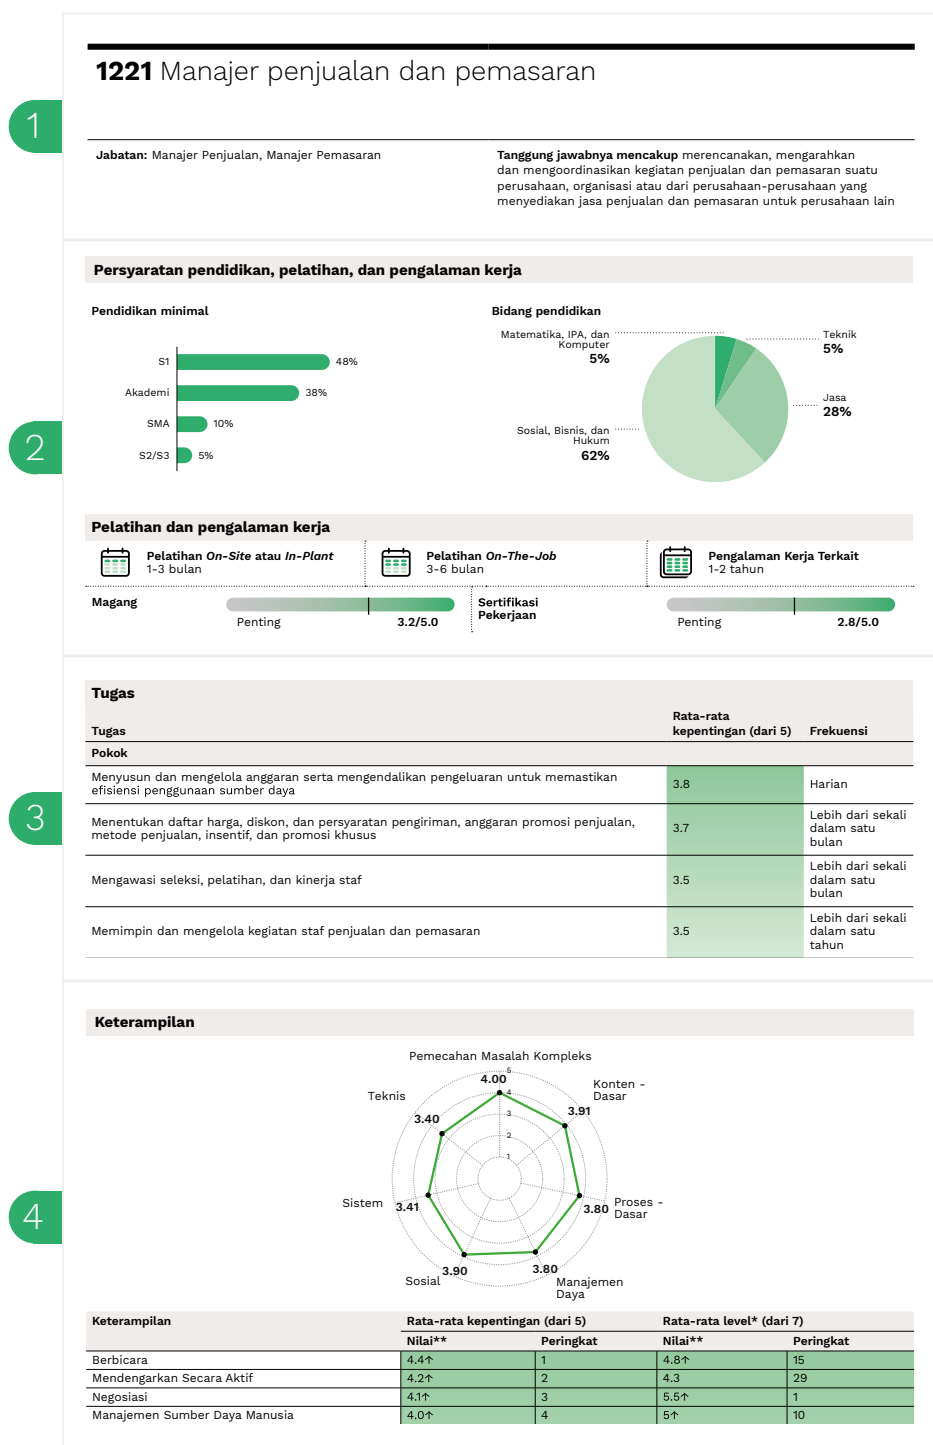 1221 Manajer penjualan dan pemasaran
1
Jabatan: Manajer Penjualan, Manajer Pemasaran
Tanggung jawabnya mencakup merencanakan, mengarahkan
dan mengoordinasikan kegiatan penjualan dan pemasaran suatu
perusahaan, organisasi atau dari perusahaan-perusahaan yang
menyediakan jasa penjualan dan pemasaran untuk perusahaan lain
2
Persyaratan pendidikan, pelatihan, dan pengalaman kerja
Pendidikan minimal
S1 48%
Akademi 38%
SMA 10%
S2/S3 5%
Bidang pendidikan
Matematika, IPA, dan
Komputer
5%
Teknik
5%
Jasa
28%
Sosial, Bisnis, dan
Hukum
62%
Pelatihan dan pengalaman kerja
Pelatihan On-Site atau In-Plant
1-3 bulan
Pelatihan On-The-Job
3-6 bulan
Pengalaman Kerja Terkait
1-2 tahun
Magang
Penting 3.2/5.0
Sertifikasi
Pekerjaan
Penting 2.8/5.0
3
Tugas
Tugas
Rata-rata
kepentingan (dari 5)
Frekuensi
Pokok
Menyusun dan mengelola anggaran serta mengendalikan pengeluaran untuk memastikan
efisiensi penggunaan sumber daya
3.8
Harian
Menentukan daftar harga, diskon, dan persyaratan pengiriman, anggaran promosi penjualan,
metode penjualan, insentif, dan promosi khusus
3.7
Lebih dari sekali
dalam satu
bulan
Mengawasi seleksi, pelatihan, dan kinerja staf
3.5
Lebih dari sekali
dalam satu
bulan
Memimpin dan mengelola kegiatan staf penjualan dan pemasaran
3.5
Lebih dari sekali
dalam satu
tahun
4
Keterampilan
Pemecahan Masalah Kompleks
4.00
Konten -
Dasar
3.91
Proses -
Dasar
3.80
Manajemen
Daya
3.80
Sosial
3.90
Sistem
3.41
Teknis
3.40
5
4
3
2
1
Keterampilan Rata-rata kepentingan (dari 5) Rata-rata level* (dari 7)
Nilai** Peringkat Nilai** Peringkat
Berbicara 4.4↑ 1 4.8↑ 15
Mendengarkan Secara Aktif 4.2↑ 2 4.3 29
Negosiasi 4.1↑ 3 5.5↑ 1
Manajemen Sumber Daya Manusia 4.0↑ 4 5↑ 10